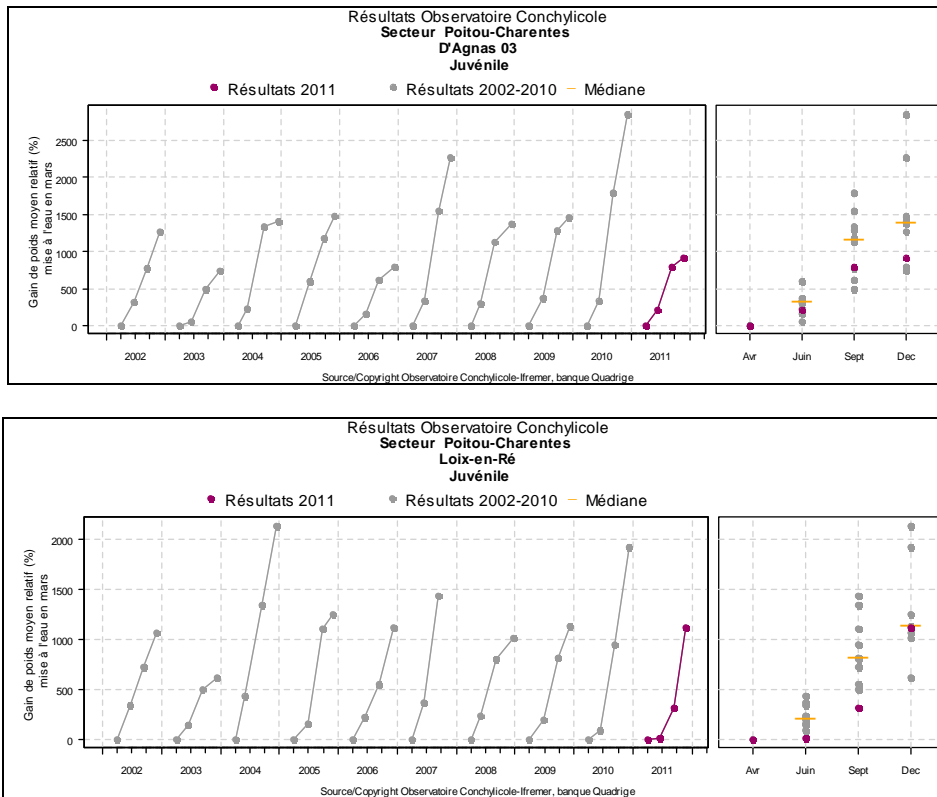 Résultats Observatoire Conchylicole
Secteur Poitou-Charentes
D'Agnas 03
Juvénile
Résultats 2011 Résultats 2002-2010 Médiane
Gain de poids moyen relatif (%)
mise à l'eau en mars
2500
2000
1500
1000
500
0
2002 2003 2004 2005 2006 2007 2008 2009 2010 2011
Avr Juin Sept Dec
Source/Copyright Observatoire Conchylicole-Ifremer, banque Quadrige
Résultats Observatoire Conchylicole
Secteur Poitou-Charentes
Loix-en-Ré
Juvénile
Résultats 2011 Résultats 2002-2010 Médiane
Gain de poids moyen relatif (%)
mise à l'eau en mars
2000
1500
1000
500
0
2002 2003 2004 2005 2006 2007 2008 2009 2010 2011
Avr Juin Sept Dec
Source/Copyright Observatoire Conchylicole-Ifremer, banque Quadrige